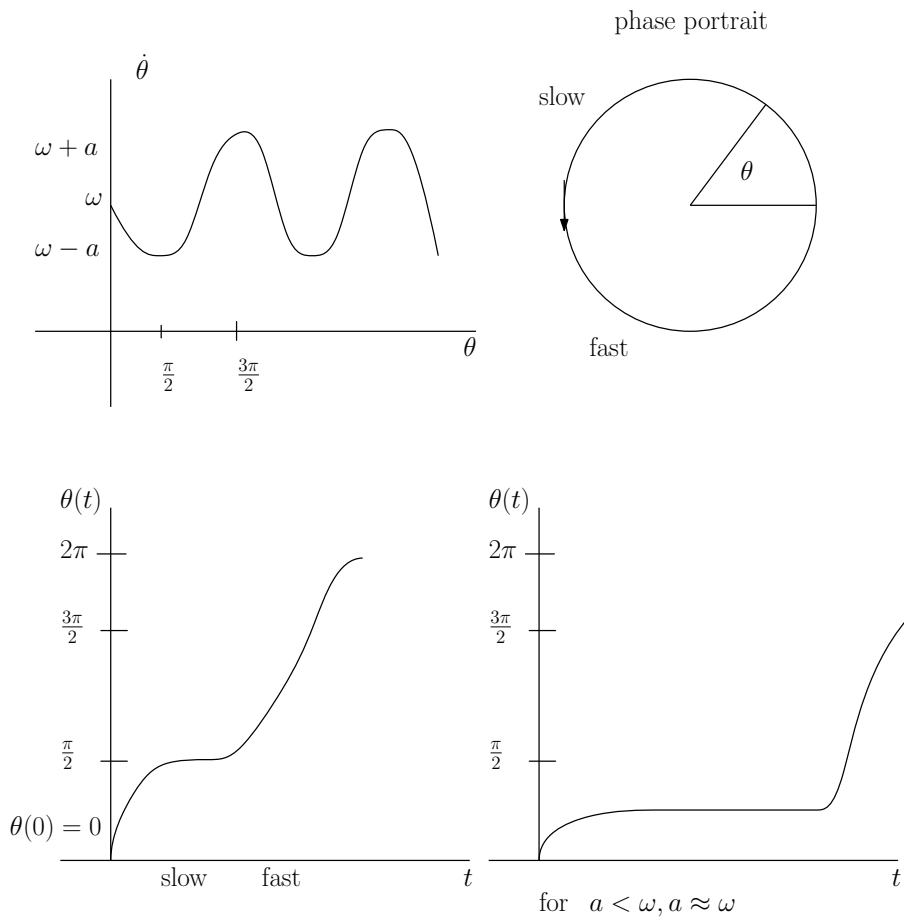 phase portrait
θ̇
slow
ω + a
ω
ω − a
θ
π/2
3π/2
θ
fast
θ(t)
2π
3π/2
π/2
θ(0) = 0
slow fast
t
θ(t)
2π
3π/2
π/2
t
for a < ω, a ≈ ω